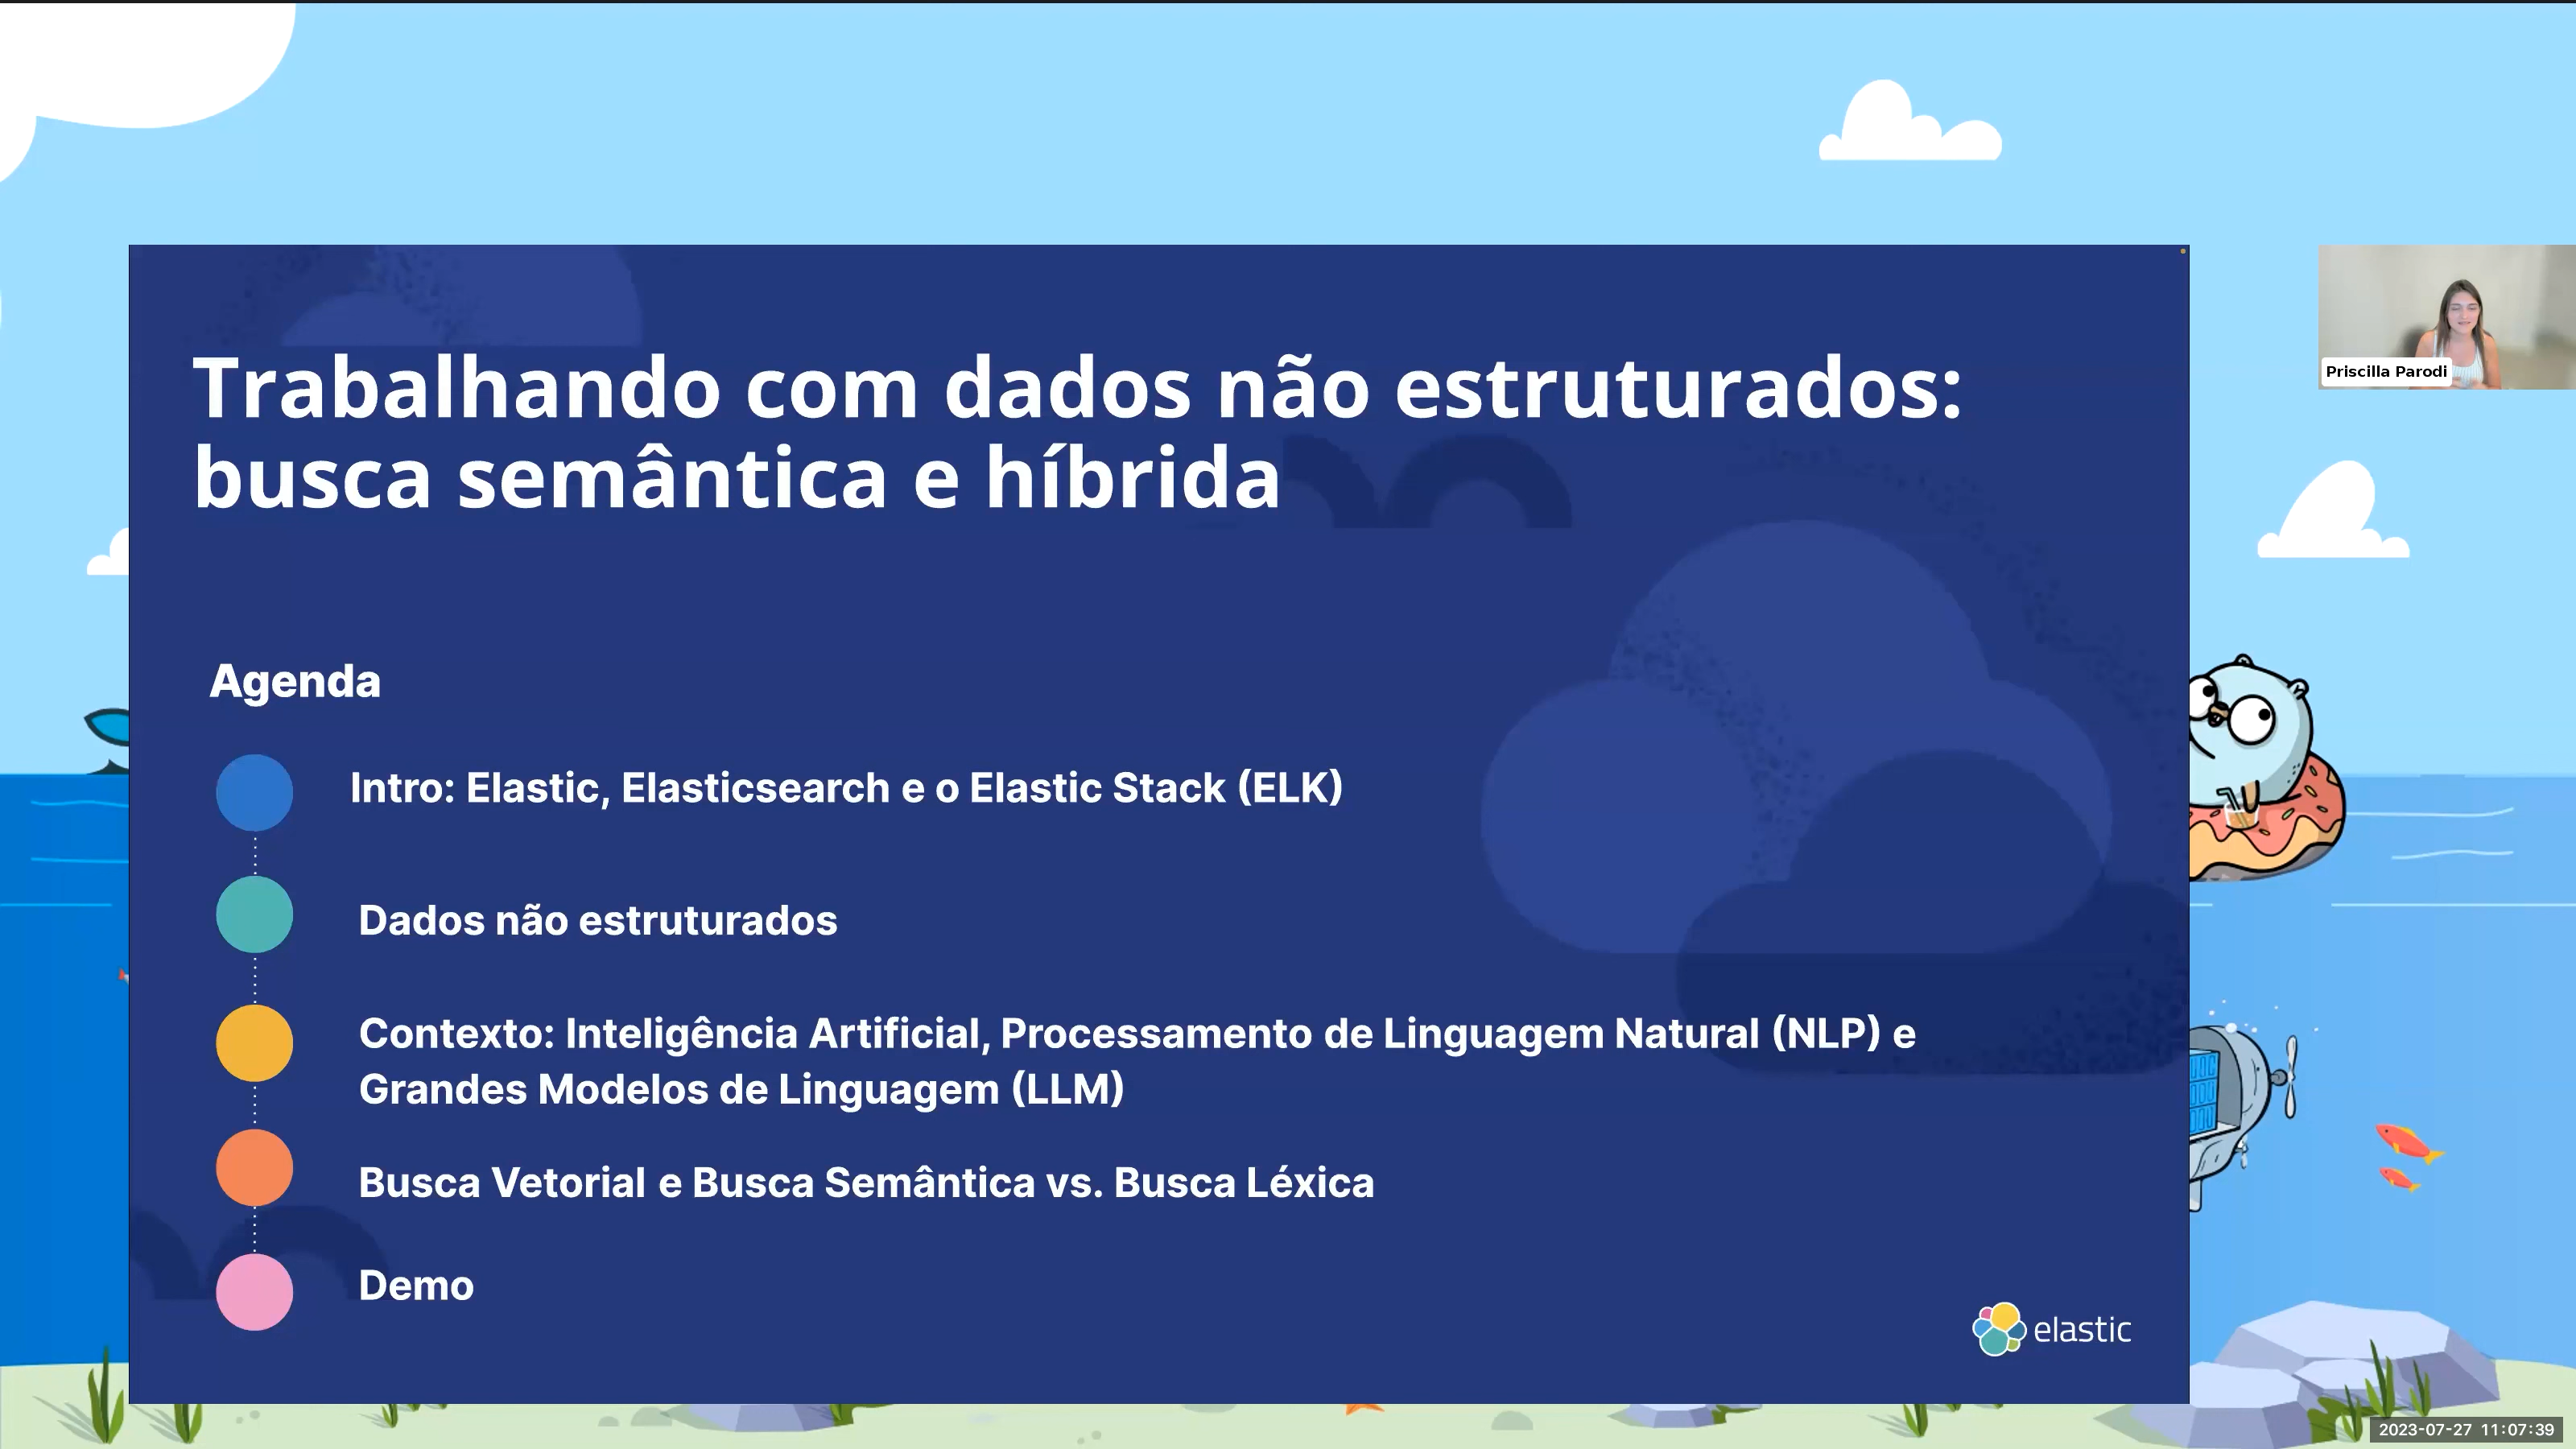 Trabalhando com dados não estruturados:
busca semântica e híbrida
Priscilla Parodi
Agenda
Intro: Elastic, Elasticsearch e o Elastic Stack (ELK)
Dados não estruturados
Contexto: Inteligência Artificial, Processamento de Linguagem Natural (NLP) e
Grandes Modelos de Linguagem (LLM)
Busca Vetorial e Busca Semântica vs. Busca Léxica
Demo
elastic
2023-07-27 11:07:39